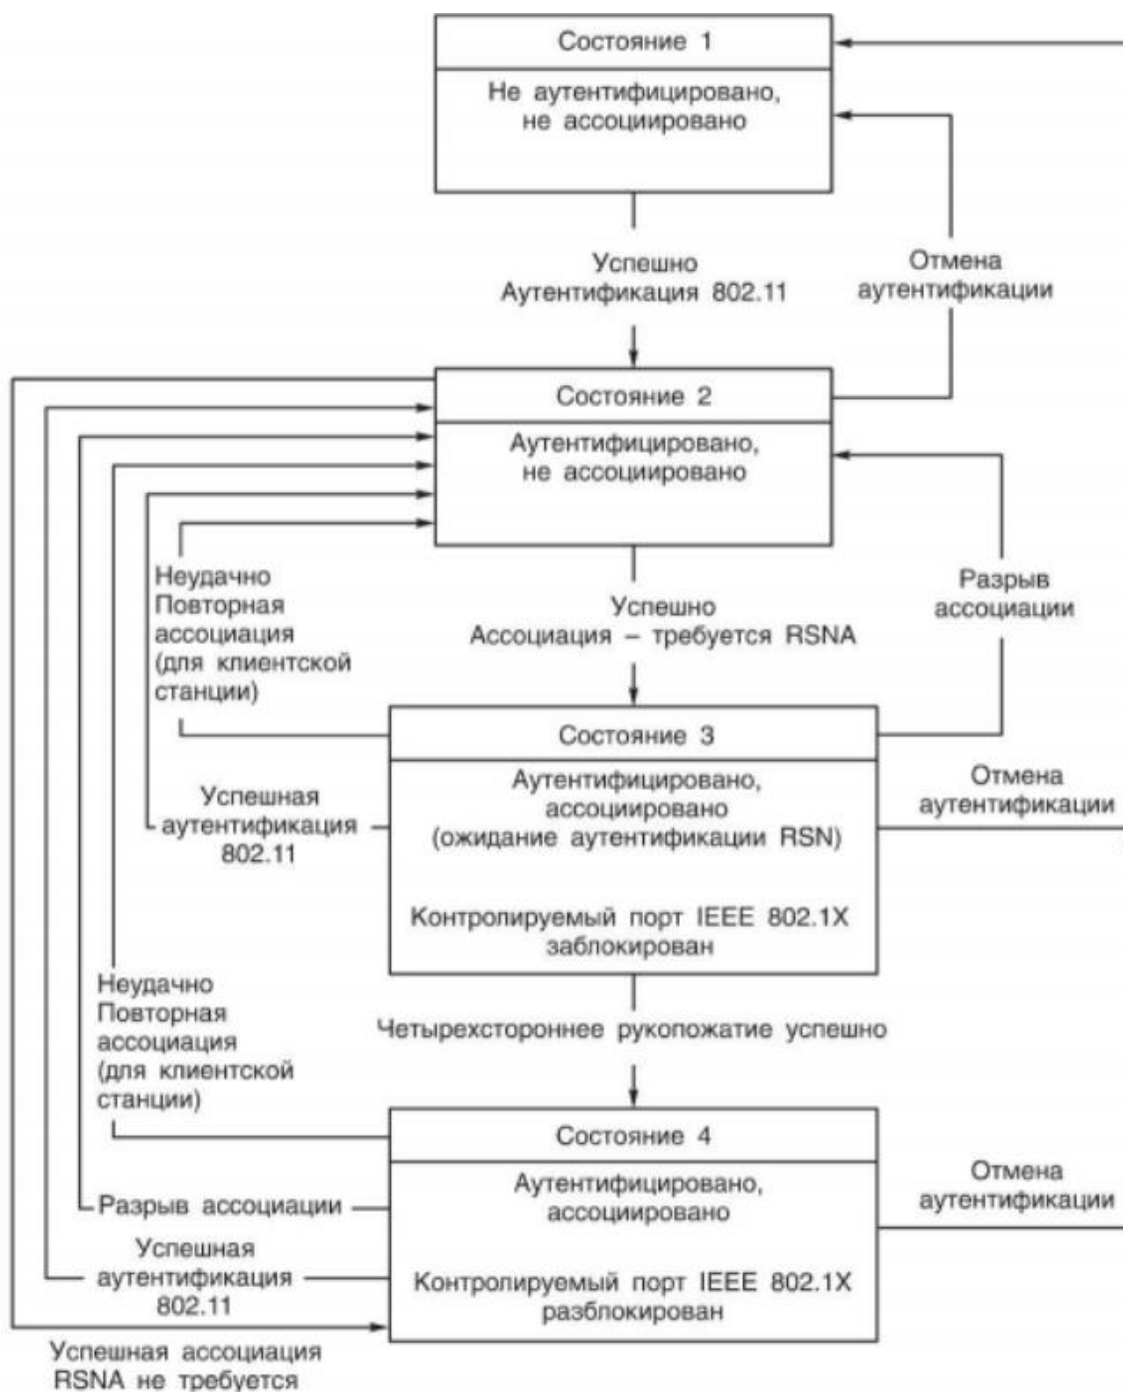 Состояние 1
Не аутентифицировано,
не ассоциировано
Успешно
Аутентификация 802.11
Отмена
аутентификации
Состояние 2
Аутентифицировано,
не ассоциировано
Неудачно
Повторная
ассоциация
(для клиентской
станции)
Успешно
Ассоциация – требуется RSNA
Разрыв
ассоциации
Состояние 3
Аутентифицировано,
ассоциировано
(ожидание аутентификации RSN)
Контролируемый порт IEEE 802.1X
заблокирован
Успешная
аутентификация
802.11
Отмена
аутентификации
Четырехстороннее рукопожатие успешно
Неудачно
Повторная
ассоциация
(для клиентской
станции)
Состояние 4
Аутентифицировано,
ассоциировано
Контролируемый порт IEEE 802.1X
разблокирован
Отмена
аутентификации
Разрыв ассоциации
Успешная
аутентификация
802.11
Успешная ассоциация
RSNA не требуется